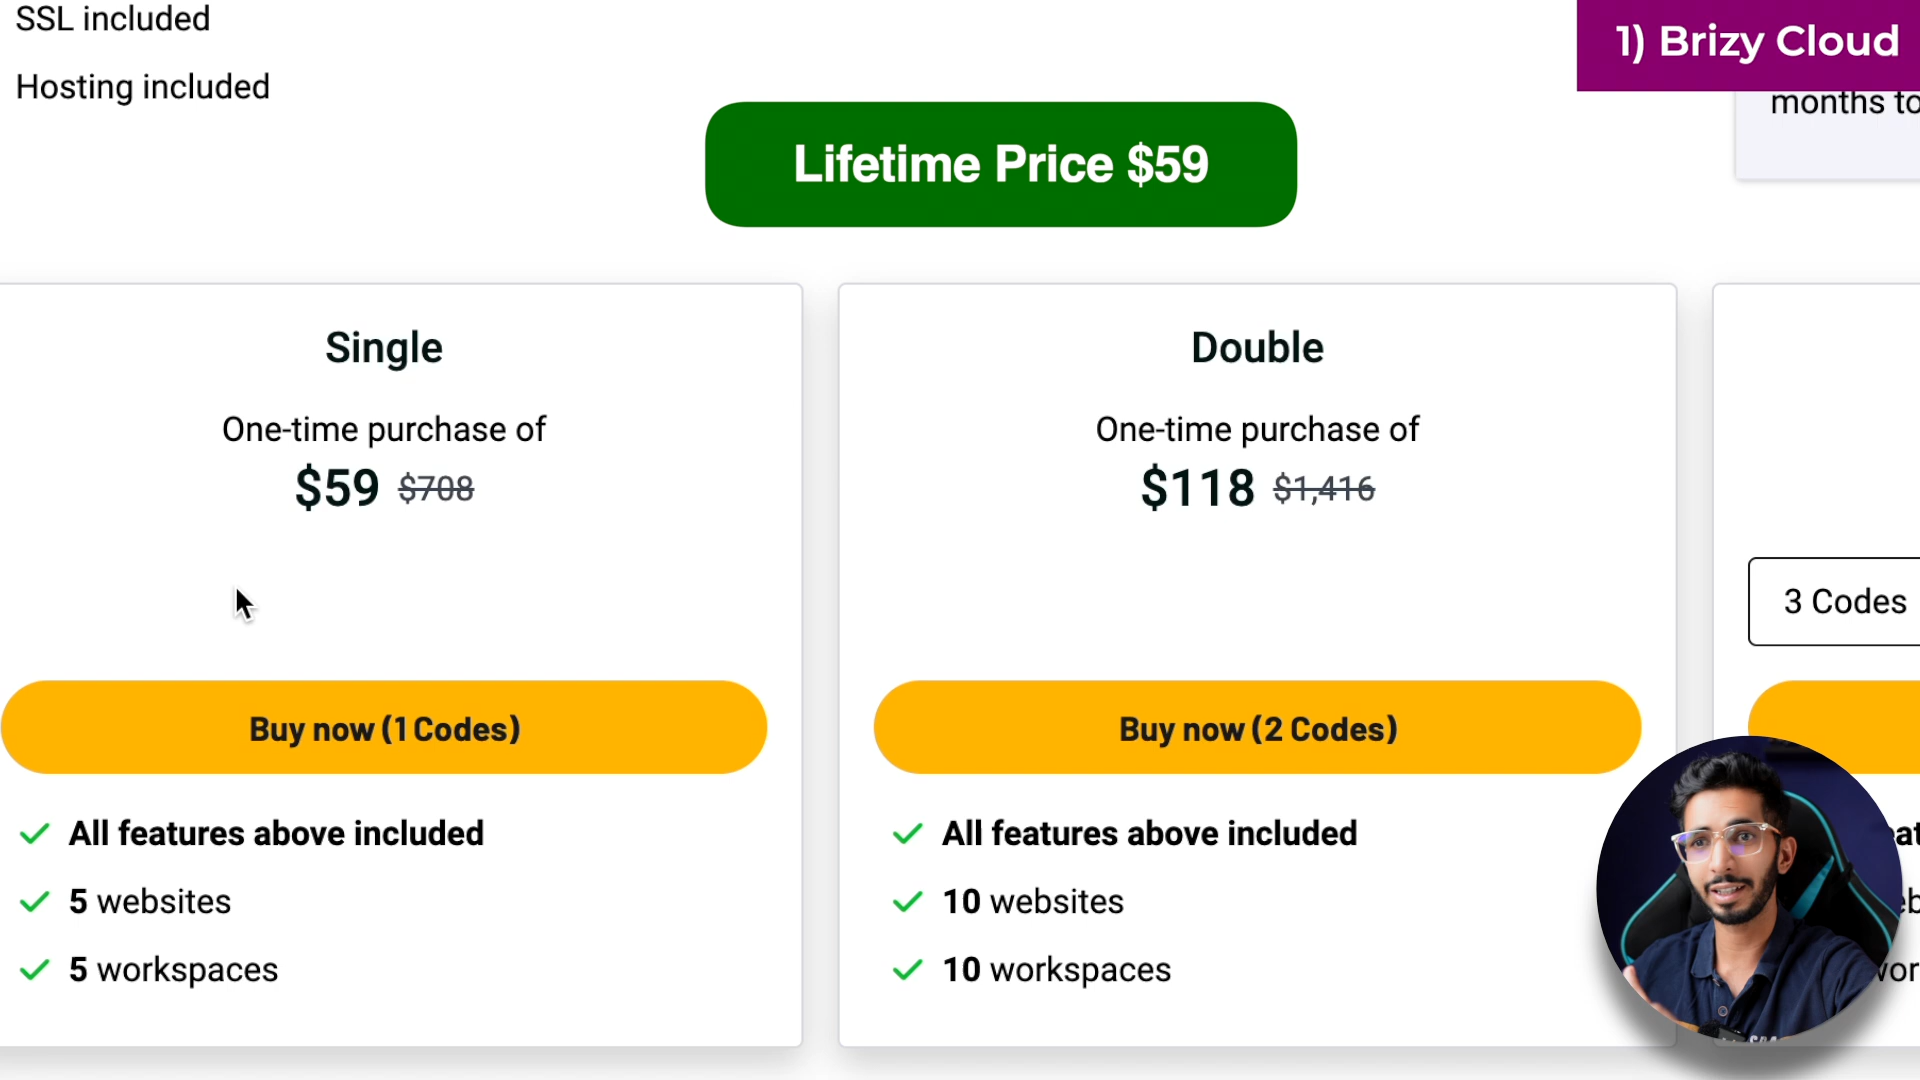 SSL included
Hosting included
1) Brizy Cloud
months to
Lifetime Price $59
Single
One-time purchase of
$59 $708
Buy now (1 Codes)
All features above included
5 websites
5 workspaces
Double
One-time purchase of
$118 $1,416
Buy now (2 Codes)
All features above included
10 websites
10 workspaces
3 Codes